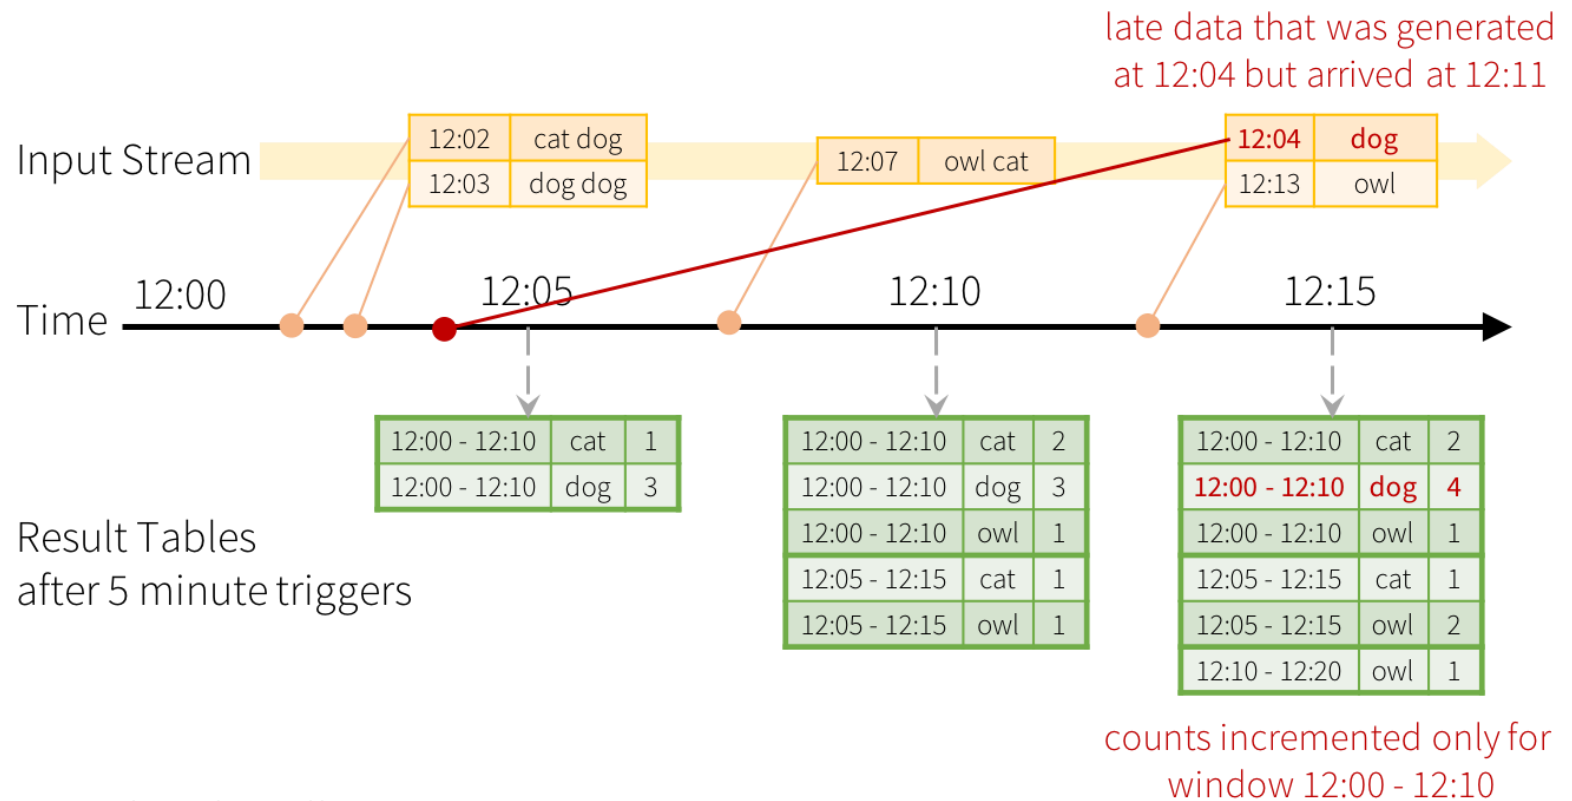 late data that was generated
at 12:04 but arrived at 12:11
Input Stream
12:02 cat dog
12:03 dog dog
12:07 owl cat
12:04 dog
12:13 owl
Time
12:00
12:05
12:10
12:15
12:00 - 12:10 cat 1
12:00 - 12:10 dog 3
12:00 - 12:10 cat 2
12:00 - 12:10 dog 3
12:00 - 12:10 owl 1
12:05 - 12:15 cat 1
12:05 - 12:15 owl 1
12:00 - 12:10 cat 2
12:00 - 12:10 dog 4
12:00 - 12:10 owl 1
12:05 - 12:15 cat 1
12:05 - 12:15 owl 2
12:10 - 12:20 owl 1
Result Tables
after 5 minute triggers
counts incremented only for
window 12:00 - 12:10